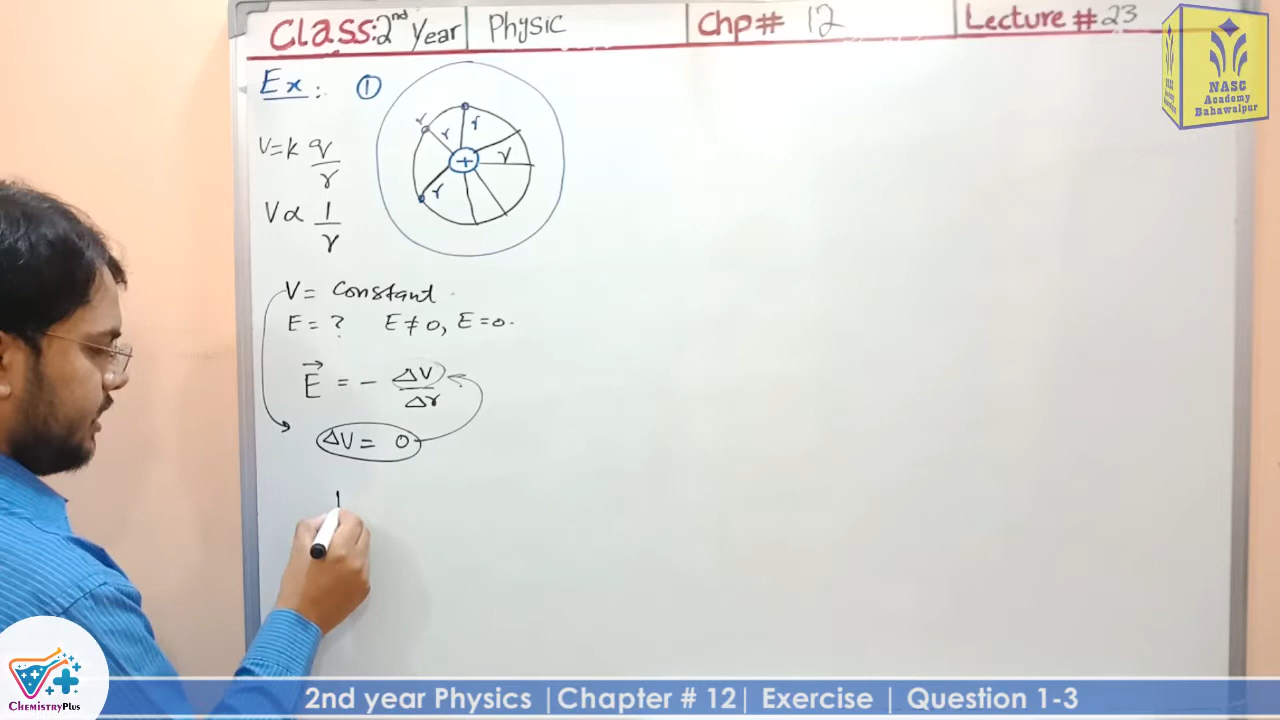 Class: 2nd Year | Physic | Chp# 12 | Lecture # 23
NASG
Academy
Bahawalpur
Ex: ①
r
r
r
+
r
r
V=k q/r
V∝ 1/r
V= Constant
E= ? E≠0, E=0.
E = - ΔV/Δr
ΔV= 0
ChemistryPlus
2nd year Physics |Chapter # 12| Exercise | Question 1-3